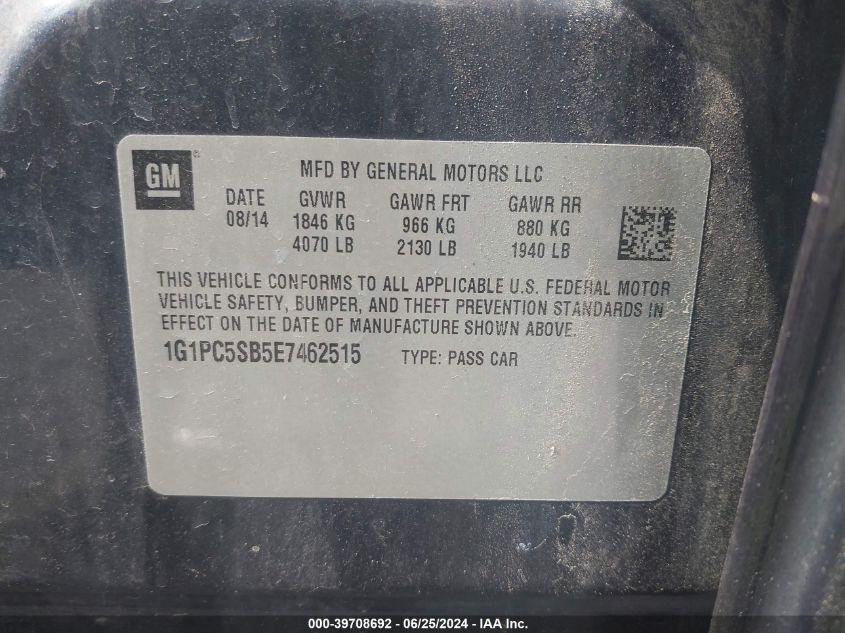 GM
MFD BY GENERAL MOTORS LLC
DATE GVWR GAWR FRT GAWR RR
08/14 1846 KG 966 KG 880 KG
4070 LB 2130 LB 1940 LB
THIS VEHICLE CONFORMS TO ALL APPLICABLE U.S. FEDERAL MOTOR
VEHICLE SAFETY, BUMPER, AND THEFT PREVENTION STANDARDS IN
EFFECT ON THE DATE OF MANUFACTURE SHOWN ABOVE.
1G1PC5SB5E7462515 TYPE: PASS CAR
000-39708692 - 06/25/2024 - IAA Inc.